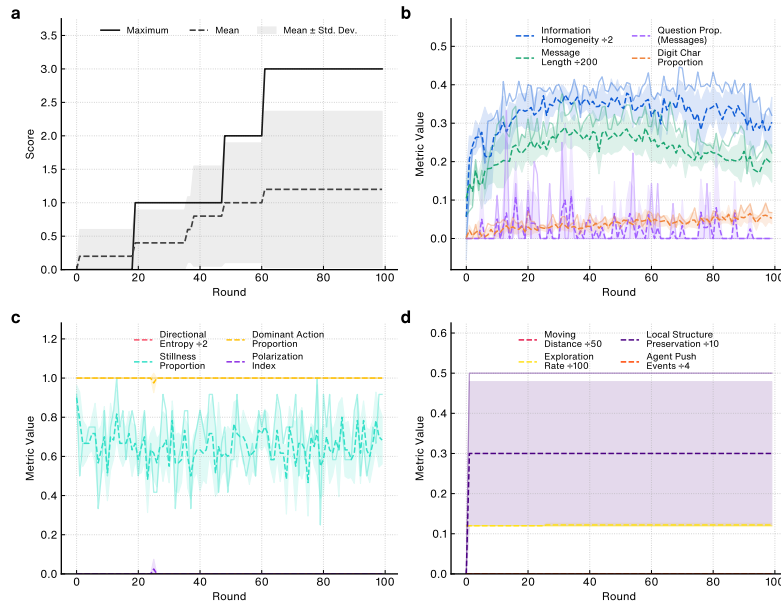 a
Maximum
Mean
Mean ± Std. Dev.
3.5
3.0
2.5
2.0
1.5
1.0
0.5
0.0
Score
0
20
40
60
80
100
Round
b
Information
Homogeneity ÷2
Message
Length ÷200
Question Prop.
(Messages)
Digit Char
Proportion
0.5
0.4
0.3
0.2
0.1
0.0
Metric Value
0
20
40
60
80
100
Round
c
Directional
Entropy ÷2
Stillness
Proportion
Dominant Action
Proportion
Polarization
Index
1.2
1.0
0.8
0.6
0.4
0.2
0.0
Metric Value
0
20
40
60
80
100
Round
d
Moving
Distance ÷50
Exploration
Rate ÷100
Local Structure
Preservation ÷10
Agent Push
Events ÷4
0.6
0.5
0.4
0.3
0.2
0.1
0.0
Metric Value
0
20
40
60
80
100
Round